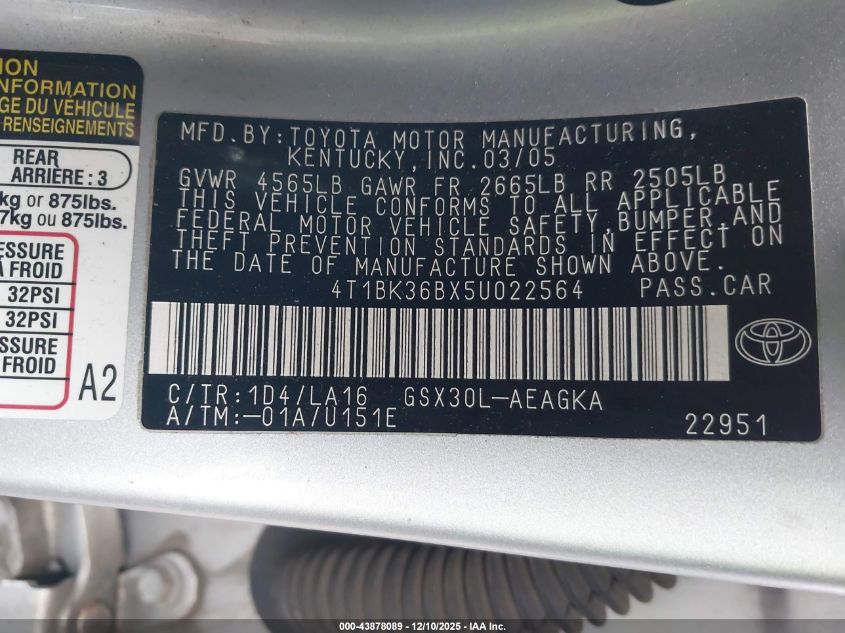 ION
NFORMATION
GE DU VÉHICULE
RENSEIGNEMENTS
REAR
ARRIÈRE : 3
kg or 875lbs.
7kg ou 875lbs.
ESSURE
A FROID
32PSI
32PSI
SSURE
FROID
A2
MFD.BY:TOYOTA MOTOR MANUFACTURING,
KENTUCKY,INC.03/05
GVWR 4565LB GAWR FR 2665LB RR 2505LB
THIS VEHICLE CONFORMS TO ALL APPLICABLE
FEDERAL MOTOR VEHICLE SAFETY,BUMPER,AND
THEFT PREVENTION STANDARDS IN EFFECT ON
THE DATE OF MANUFACTURE SHOWN ABOVE.
4T1BK36BX5U022564 PASS.CAR
C/TR:1D4/LA16 GSX30L-AEAGKA
A/TM:-01A/U151E
22951
000-43878089 - 12/10/2025 - IAA Inc.